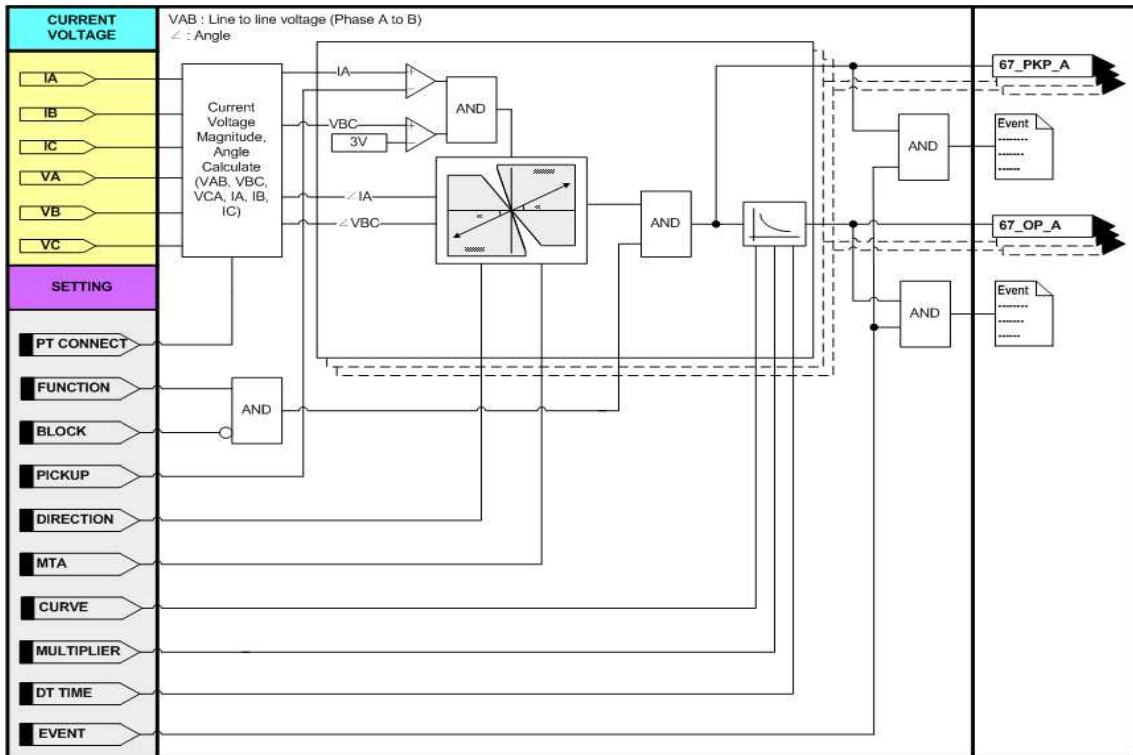 CURRENT
VOLTAGE
VAB : Line to line voltage (Phase A to B)
∠ : Angle
IA
IB
IC
VA
VB
VC
Current
Voltage
Magnitude,
Angle
Calculate
(VAB, VBC,
VCA, IA, IB,
IC)
IA
VBC
3V
∠IA
∠VBC
+
−
+
−
AND
AND
67_PKP_A
AND
Event
67_OP_A
AND
Event
SETTING
PT CONNECT
FUNCTION
BLOCK
AND
PICKUP
DIRECTION
MTA
CURVE
MULTIPLIER
DT TIME
EVENT